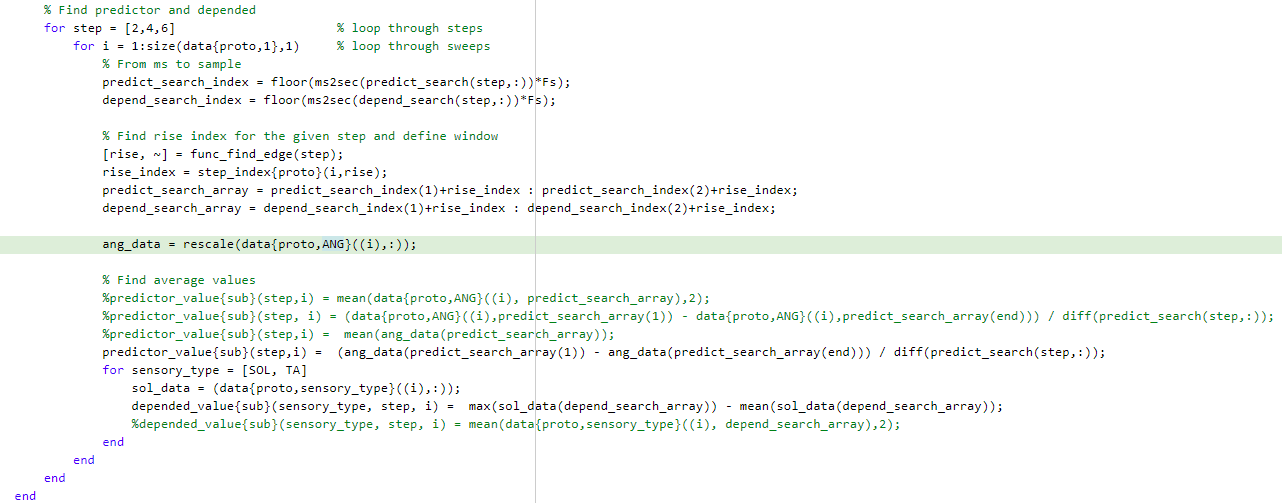 % Find predictor and depended
for step = [2,4,6] % loop through steps
for i = 1:size(data{proto,1},1) % loop through sweeps
% From ms to sample
predict_search_index = floor(ms2sec(predict_search(step,:))*Fs);
depend_search_index = floor(ms2sec(depend_search(step,:))*Fs);
% Find rise index for the given step and define window
[rise, ~] = func_find_edge(step);
rise_index = step_index{proto}(i,rise);
predict_search_array = predict_search_index(1)+rise_index : predict_search_index(2)+rise_index;
depend_search_array = depend_search_index(1)+rise_index : depend_search_index(2)+rise_index;
ang_data = rescale(data{proto,ANG}((i),:));
% Find average values
%predictor_value{sub}(step,i) = mean(data{proto,ANG}((i), predict_search_array),2);
%predictor_value{sub}(step, i) = (data{proto,ANG}((i),predict_search_array(1)) - data{proto,ANG}((i),predict_search_array(end))) / diff(predict_search(step,:));
%predictor_value{sub}(step,i) =  mean(ang_data(predict_search_array));
predictor_value{sub}(step,i) =  (ang_data(predict_search_array(1)) - ang_data(predict_search_array(end))) / diff(predict_search(step,:));
for sensory_type = [SOL, TA]
sol_data = (data{proto,sensory_type}((i),:));
depended_value{sub}(sensory_type, step, i) =  max(sol_data(depend_search_array)) - mean(sol_data(depend_search_array));
%depended_value{sub}(sensory_type, step, i) = mean(data{proto,sensory_type}((i), depend_search_array),2);
end
end
end
end